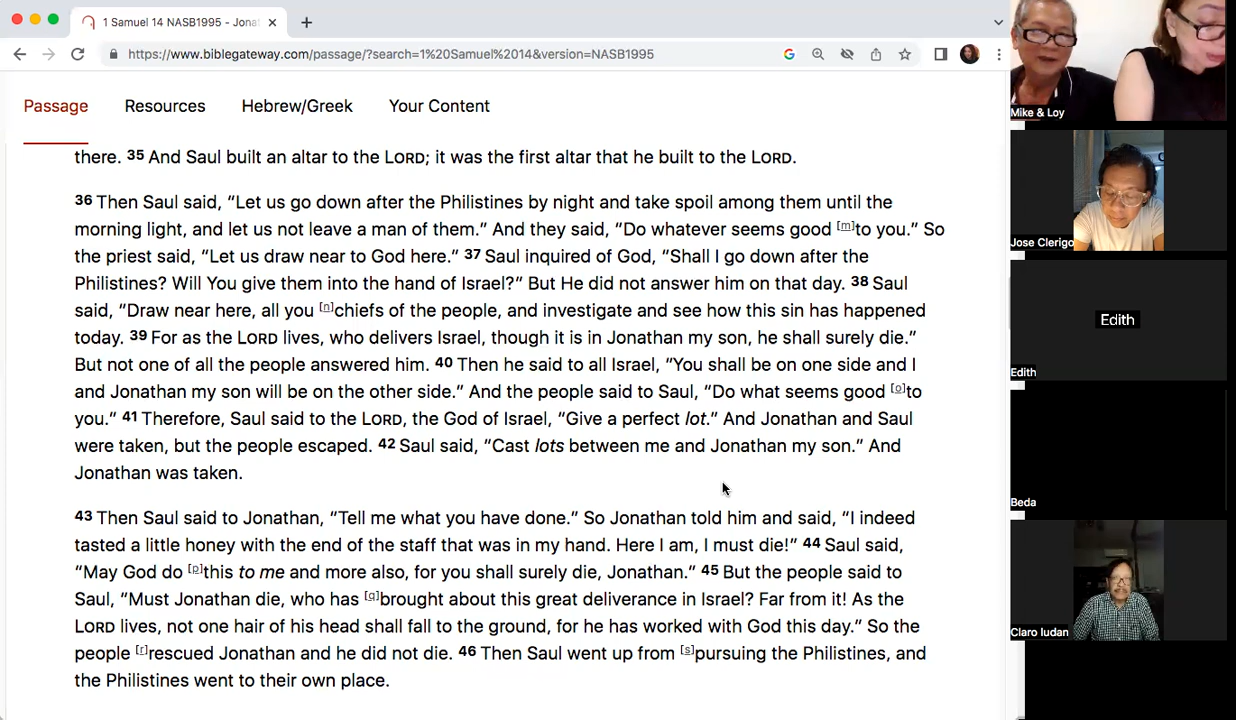 1 Samuel 14 NASB1995 - Jona
https://www.biblegateway.com/passage/?search=1%20Samuel%2014&version=NASB1995
Passage Resources Hebrew/Greek Your Content
there. 35 And Saul built an altar to the LORD; it was the first altar that he built to the LORD.
36 Then Saul said, “Let us go down after the Philistines by night and take spoil among them until the
morning light, and let us not leave a man of them.” And they said, “Do whatever seems good [m]to you.” So
the priest said, “Let us draw near to God here.” 37 Saul inquired of God, “Shall I go down after the
Philistines? Will You give them into the hand of Israel?” But He did not answer him on that day. 38 Saul
said, “Draw near here, all you [n]chiefs of the people, and investigate and see how this sin has happened
today. 39 For as the LORD lives, who delivers Israel, though it is in Jonathan my son, he shall surely die.”
But not one of all the people answered him. 40 Then he said to all Israel, “You shall be on one side and I
and Jonathan my son will be on the other side.” And the people said to Saul, “Do what seems good [o]to
you.” 41 Therefore, Saul said to the LORD, the God of Israel, “Give a perfect lot.” And Jonathan and Saul
were taken, but the people escaped. 42 Saul said, “Cast lots between me and Jonathan my son.” And
Jonathan was taken.
43 Then Saul said to Jonathan, “Tell me what you have done.” So Jonathan told him and said, “I indeed
tasted a little honey with the end of the staff that was in my hand. Here I am, I must die!” 44 Saul said,
“May God do [p]this to me and more also, for you shall surely die, Jonathan.” 45 But the people said to
Saul, “Must Jonathan die, who has [q]brought about this great deliverance in Israel? Far from it! As the
LORD lives, not one hair of his head shall fall to the ground, for he has worked with God this day.” So the
people [r]rescued Jonathan and he did not die. 46 Then Saul went up from [s]pursuing the Philistines, and
the Philistines went to their own place.
Mike & Loy
Jose Clerigo
Edith
Edith
Beda
Claro Iudan